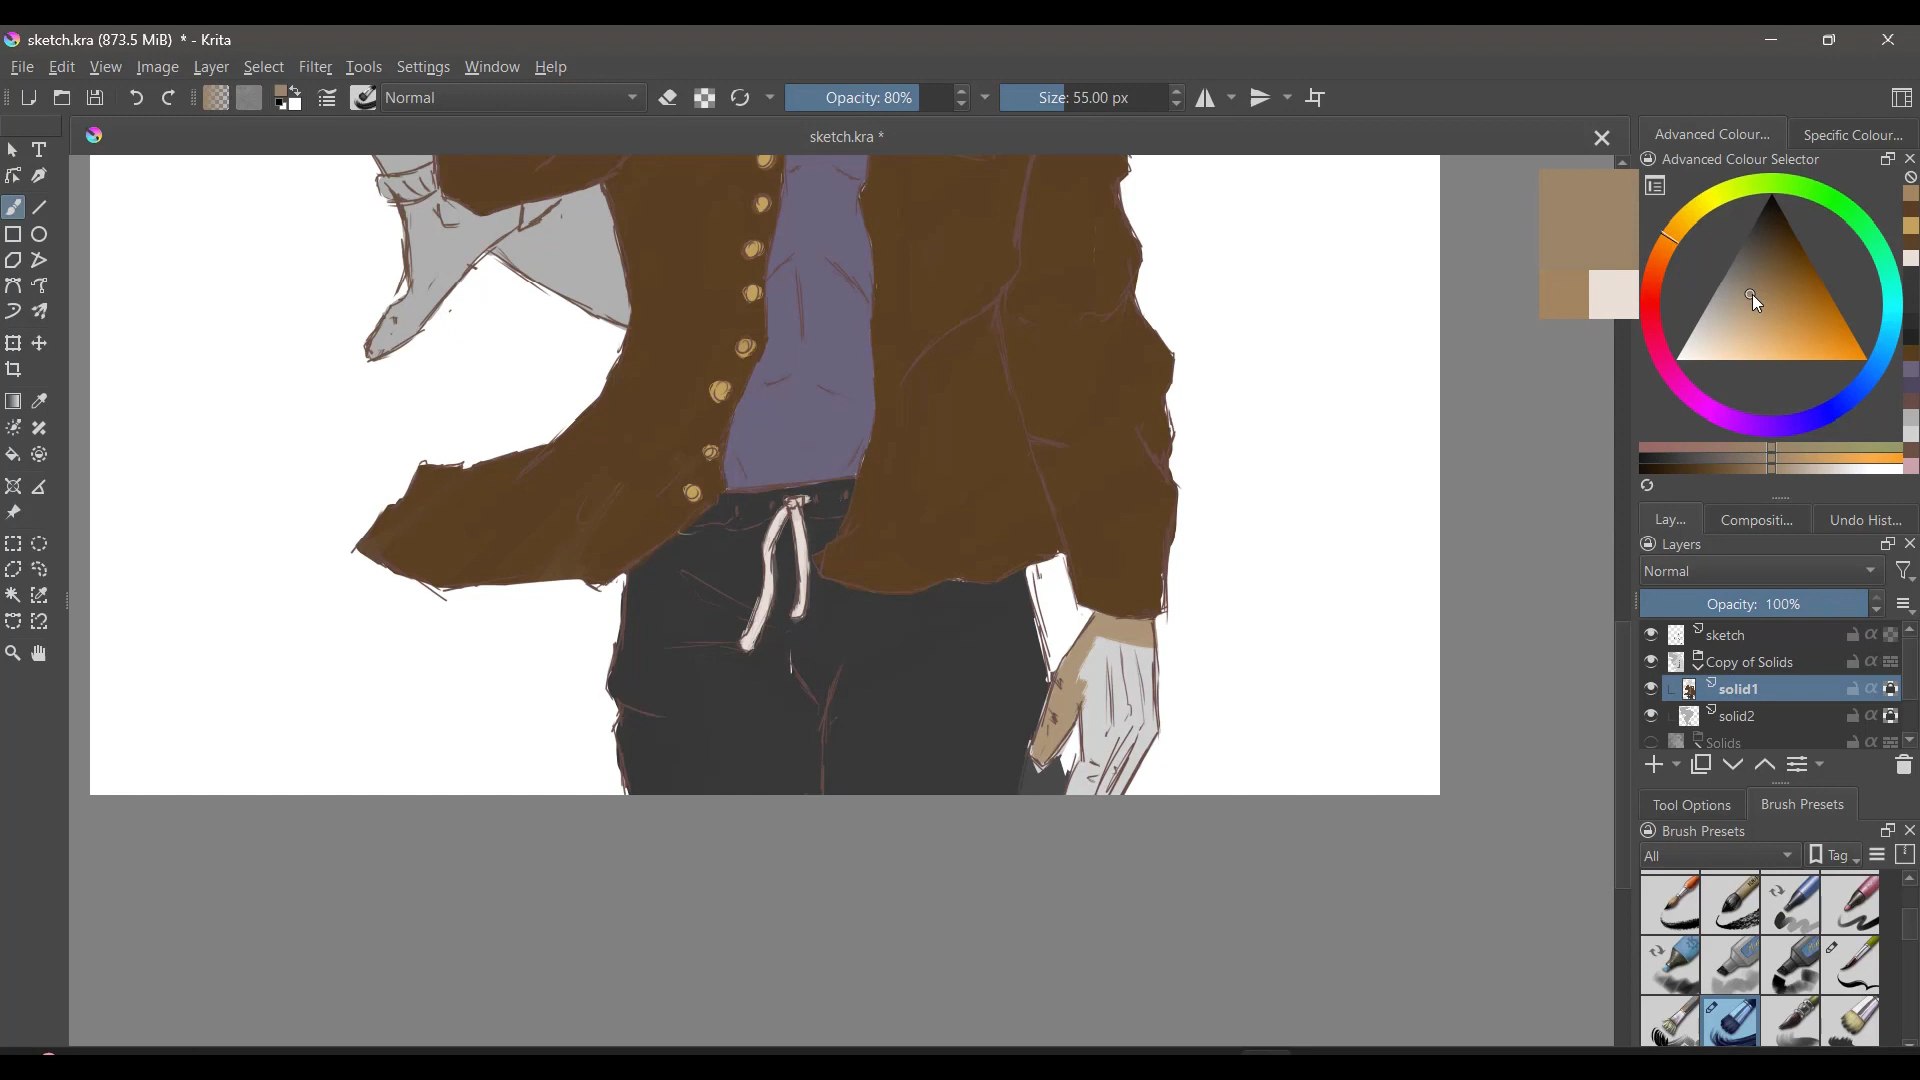 sketch.kra (873.5 MiB) * - Krita
File Edit View Image Layer Select Filter Tools Settings Window Help
Normal
Opacity: 80%
Size: 55.00 px
sketch.kra *
Advanced Colour...
Specific Colour...
Advanced Colour Selector
Lay...
Compositi...
Undo Hist...
Layers
Normal
Opacity: 100%
sketch
Copy of Solids
solid1
solid2
Solids
Tool Options
Brush Presets
Brush Presets
All
Tag